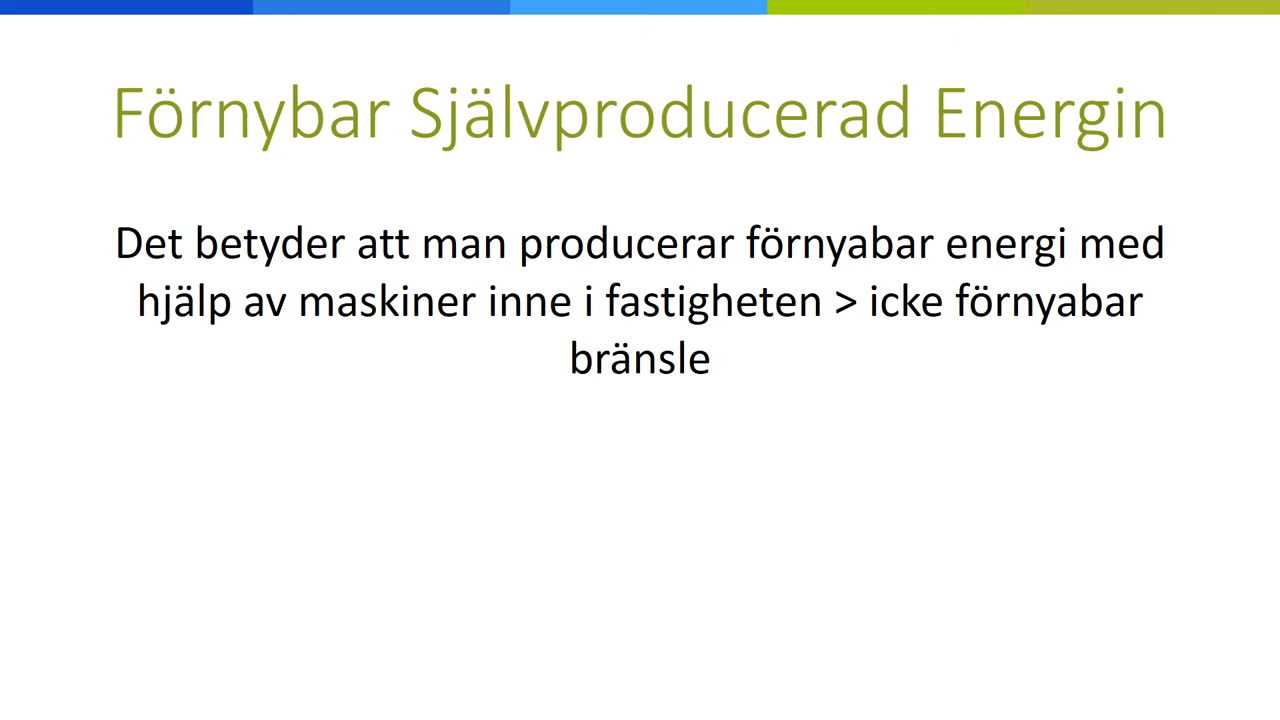 Förnybar Självproducerad Energin
Det betyder att man producerar förnyabar energi med
hjälp av maskiner inne i fastigheten > icke förnyabar
bränsle